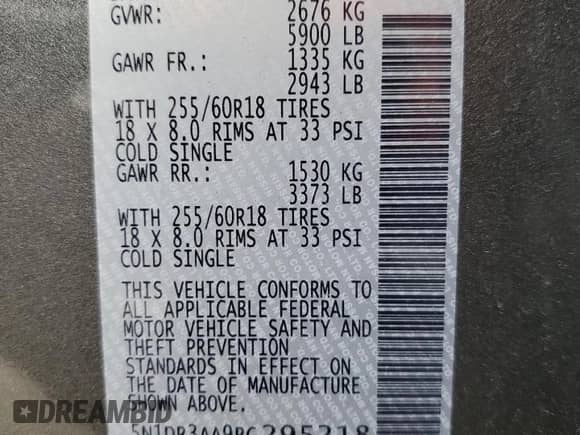 GVWR: 2676 KG
5900 LB
GAWR FR.: 1335 KG
2943 LB
WITH 255/60R18 TIRES
18 X 8.0 RIMS AT 33 PSI
COLD SINGLE
GAWR RR.: 1530 KG
3373 LB
WITH 255/60R18 TIRES
18 X 8.0 RIMS AT 33 PSI
COLD SINGLE
THIS VEHICLE CONFORMS TO
ALL APPLICABLE FEDERAL
MOTOR VEHICLE SAFETY AND
THEFT PREVENTION
STANDARDS IN EFFECT ON
THE DATE OF MANUFACTURE
SHOWN ABOVE.
5N1DR3AA9PC295218
DREAMBID